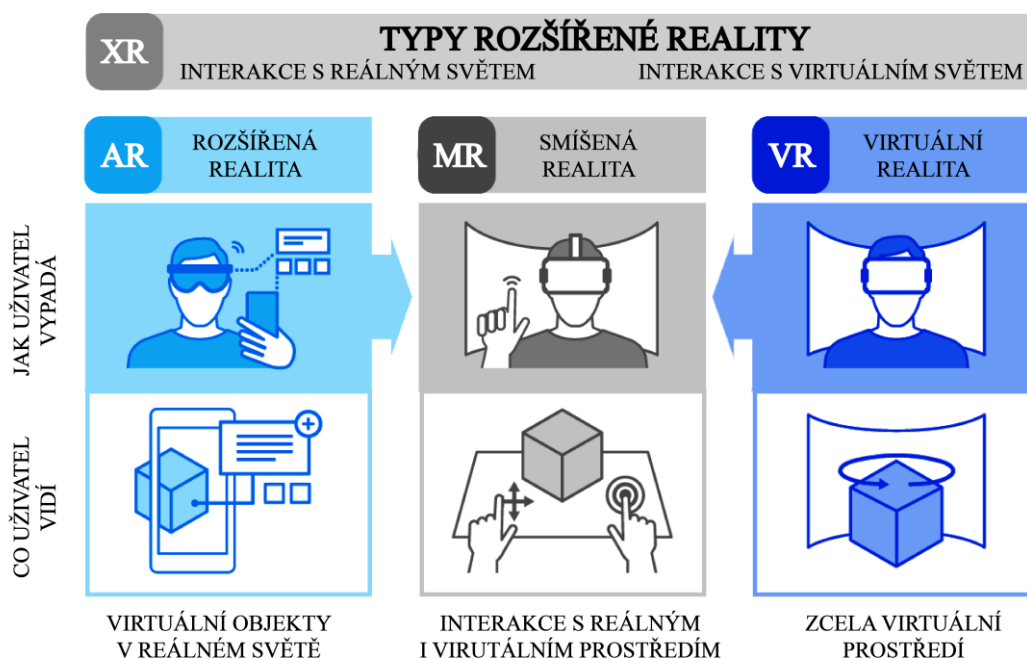 XR
TYPY ROZŠÍŘENÉ REALITY
INTERAKCE S REÁLNÝM SVĚTEM
INTERAKCE S VIRTUÁLNÍM SVĚTEM
AR
ROZŠÍŘENÁ
REALITA
MR
SMÍŠENÁ
REALITA
VR
VIRTUÁLNÍ
REALITA
JAK UŽIVATEL
VYPADÁ
CO UŽIVATEL
VIDÍ
VIRTUÁLNÍ OBJEKTY
V REÁLNÉM SVĚTĚ
INTERAKCE S REÁLNÝM
I VIRUTÁLNÍM PROSTŘEDÍM
ZCELA VIRTUÁLNÍ
PROSTŘEDÍ